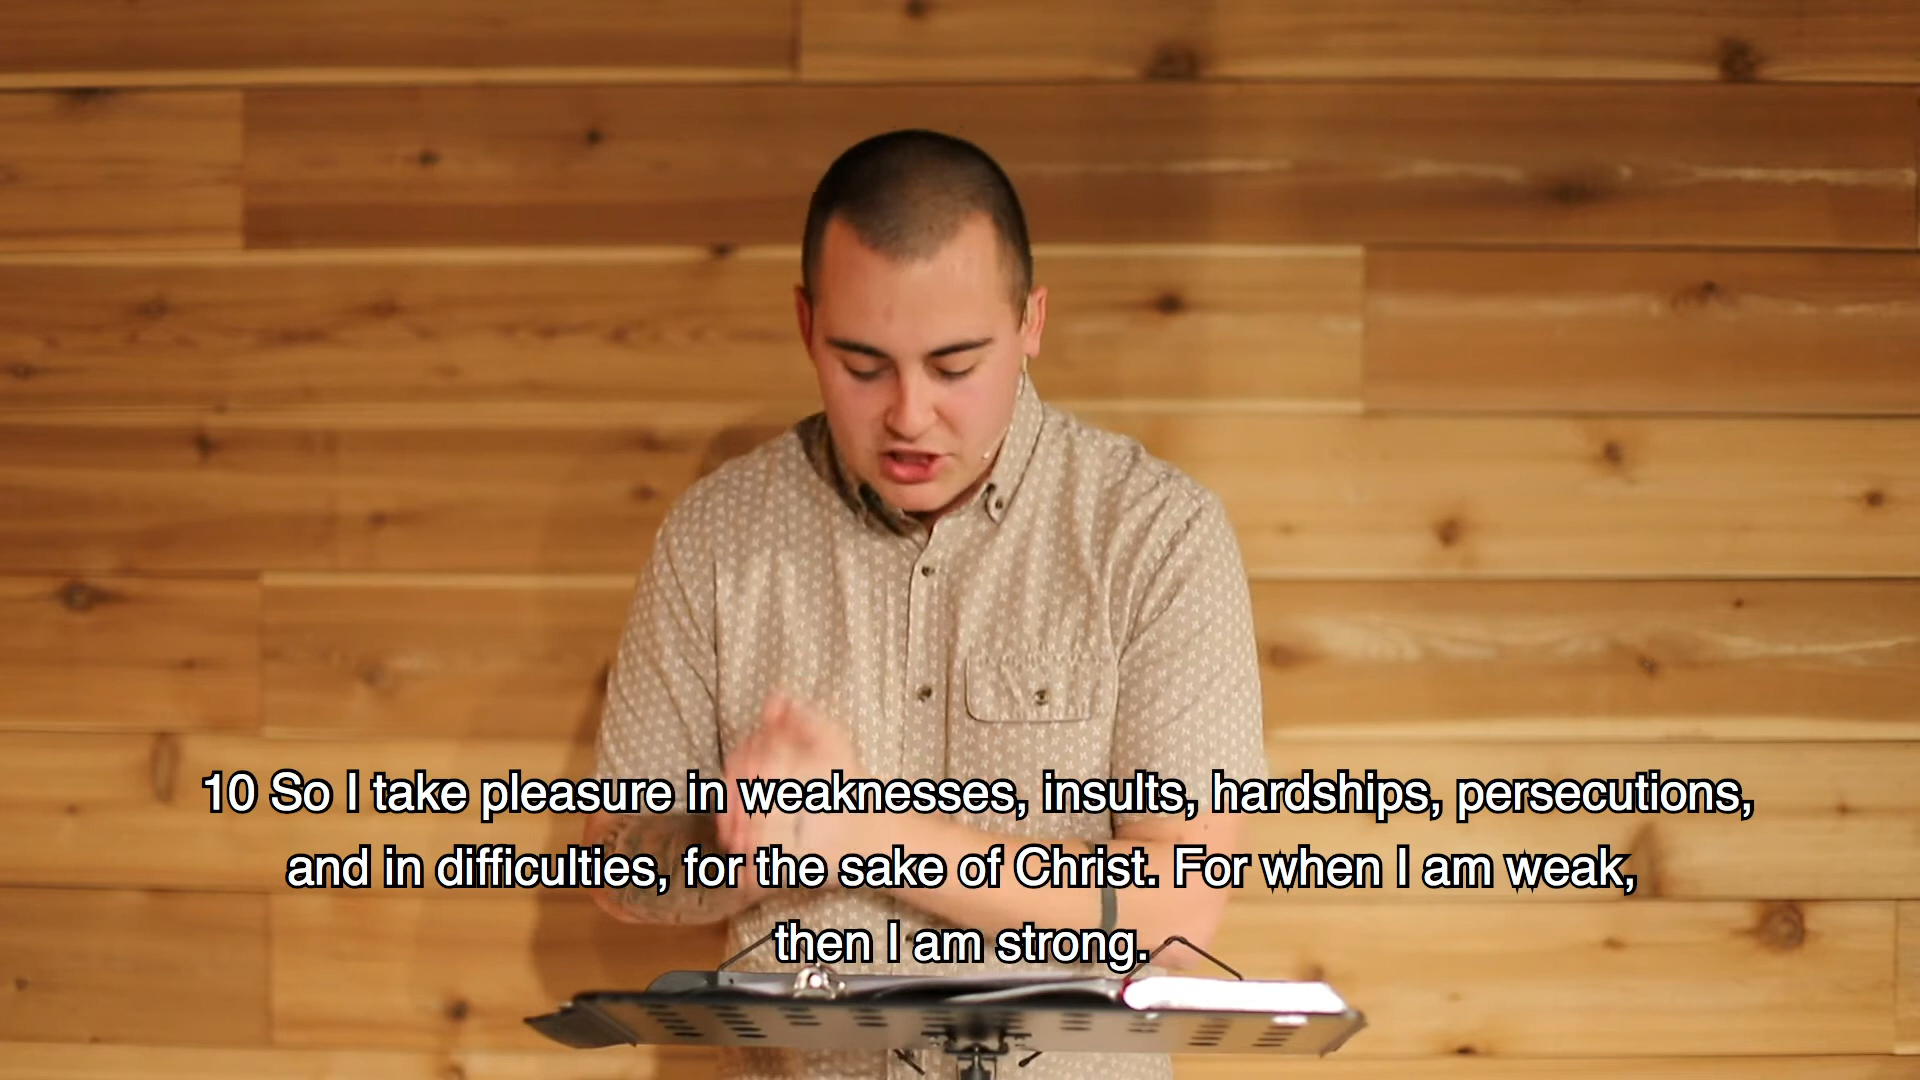 10 So I take pleasure in weaknesses, insults, hardships, persecutions,
and in difficulties, for the sake of Christ. For when I am weak,
then I am strong.